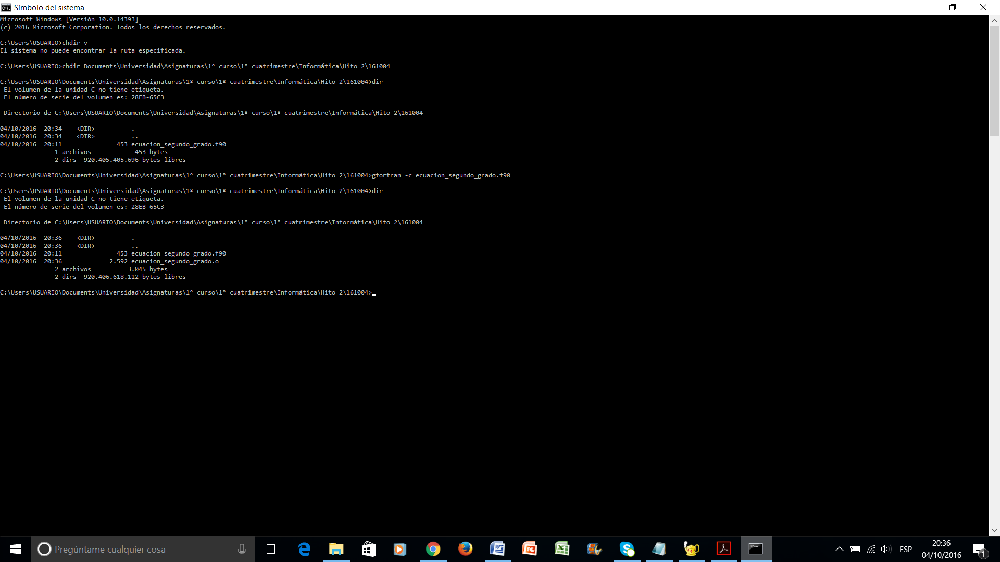 Símbolo del sistema
Microsoft Windows [Versión 10.0.14393]
(c) 2016 Microsoft Corporation. Todos los derechos reservados.
C:\Users\USUARIO>chdir v
El sistema no puede encontrar la ruta especificada.
C:\Users\USUARIO>chdir Documents\Universidad\Asignaturas\1º curso\1º cuatrimestre\Informática\Hito 2\161004
C:\Users\USUARIO\Documents\Universidad\Asignaturas\1º curso\1º cuatrimestre\Informática\Hito 2\161004>dir
 El volumen de la unidad C no tiene etiqueta.
 El número de serie del volumen es: 28EB-65C3
 Directorio de C:\Users\USUARIO\Documents\Universidad\Asignaturas\1º curso\1º cuatrimestre\Informática\Hito 2\161004
04/10/2016  20:34    <DIR>          .
04/10/2016  20:34    <DIR>          ..
04/10/2016  20:11               453 ecuacion_segundo_grado.f90
               1 archivos            453 bytes
               2 dirs  920.405.405.696 bytes libres
C:\Users\USUARIO\Documents\Universidad\Asignaturas\1º curso\1º cuatrimestre\Informática\Hito 2\161004>gfortran -c ecuacion_segundo_grado.f90
C:\Users\USUARIO\Documents\Universidad\Asignaturas\1º curso\1º cuatrimestre\Informática\Hito 2\161004>dir
 El volumen de la unidad C no tiene etiqueta.
 El número de serie del volumen es: 28EB-65C3
 Directorio de C:\Users\USUARIO\Documents\Universidad\Asignaturas\1º curso\1º cuatrimestre\Informática\Hito 2\161004
04/10/2016  20:36    <DIR>          .
04/10/2016  20:36    <DIR>          ..
04/10/2016  20:11               453 ecuacion_segundo_grado.f90
04/10/2016  20:36             2.592 ecuacion_segundo_grado.o
               2 archivos          3.045 bytes
               2 dirs  920.406.618.112 bytes libres
C:\Users\USUARIO\Documents\Universidad\Asignaturas\1º curso\1º cuatrimestre\Informática\Hito 2\161004>
Pregúntame cualquier cosa
ESP
20:36
04/10/2016
1